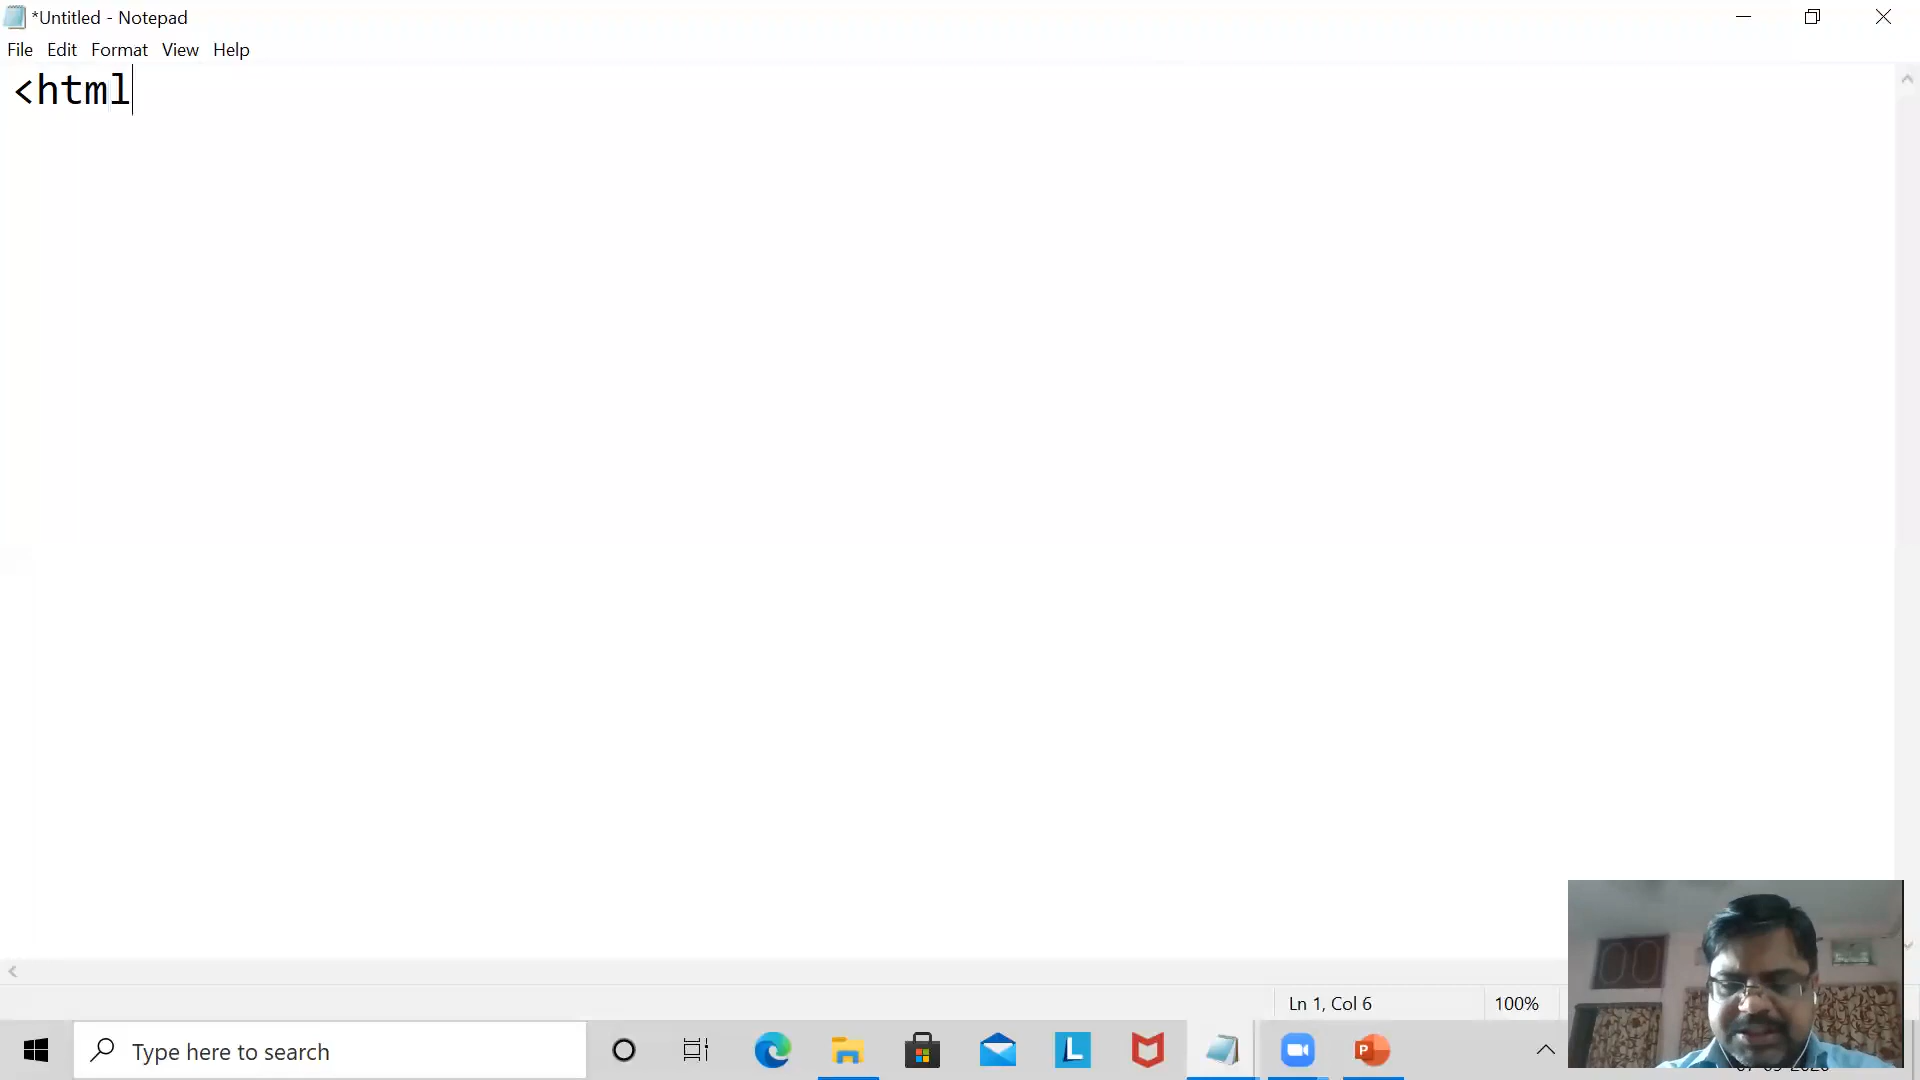 *Untitled - Notepad
File Edit Format View Help
<html
Ln 1, Col 6
100%
Type here to search